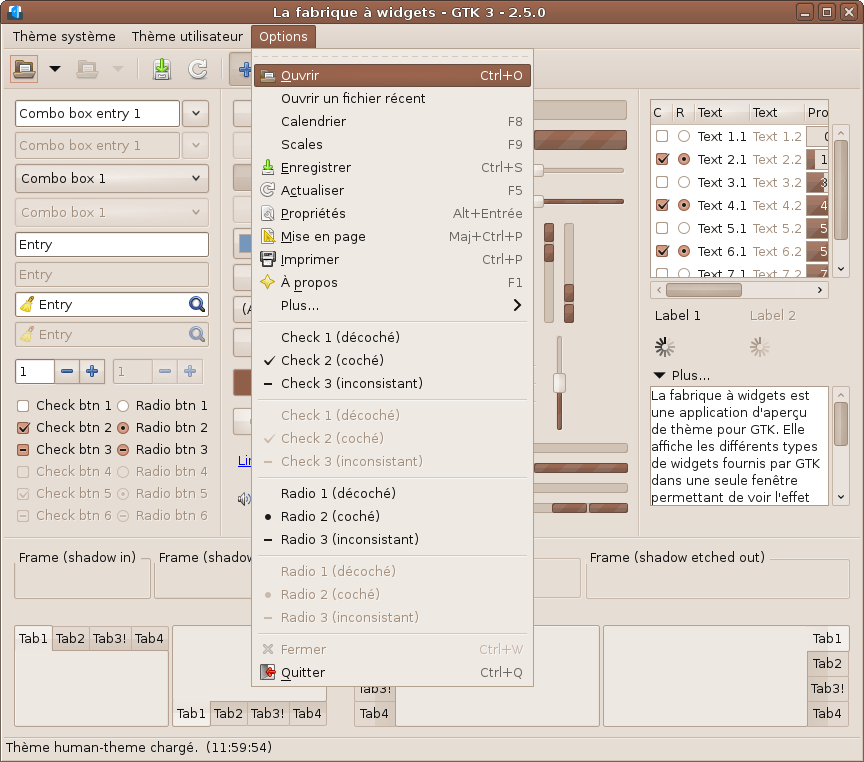 La fabrique à widgets - GTK 3 - 2.5.0
Thème système Thème utilisateur Options
Ouvrir Ctrl+O
Ouvrir un fichier récent
Calendrier F8
Scales F9
Enregistrer Ctrl+S
Actualiser F5
Propriétés Alt+Entrée
Mise en page Maj+Ctrl+P
Imprimer Ctrl+P
À propos F1
Plus...
Check 1 (décoché)
Check 2 (coché)
Check 3 (inconsistant)
Check 1 (décoché)
Check 2 (coché)
Check 3 (inconsistant)
Radio 1 (décoché)
Radio 2 (coché)
Radio 3 (inconsistant)
Radio 1 (décoché)
Radio 2 (coché)
Radio 3 (inconsistant)
Fermer Ctrl+W
Quitter Ctrl+Q
Combo box entry 1
Combo box entry 1
Combo box 1
Combo box 1
Entry
Entry
Entry
Entry
1 1
Check btn 1 Radio btn 1
Check btn 2 Radio btn 2
Check btn 3 Radio btn 3
Check btn 4 Radio btn 4
Check btn 5 Radio btn 5
Check btn 6 Radio btn 6
C R Text Text Pro
Text 1.1 Text 1.2
Text 2.1 Text 2.2 1
Text 3.1 Text 3.2 3
Text 4.1 Text 4.2 4
Text 5.1 Text 5.2 5
Text 6.1 Text 6.2 5
Text 7.1 Text 7.2 7
Label 1 Label 2
Plus...
La fabrique à widgets est
une application d'aperçu
de thème pour GTK. Elle
affiche les différents types
de widgets fournis par GTK
dans une seule fenêtre
permettant de voir l'effet
Frame (shadow in) Frame (shadow Frame (shadow etched out)
Tab1 Tab2 Tab3! Tab4
Tab1 Tab2 Tab3! Tab4
Tab3!
Tab4
Tab1
Tab2
Tab3!
Tab4
Thème human-theme chargé. (11:59:54)